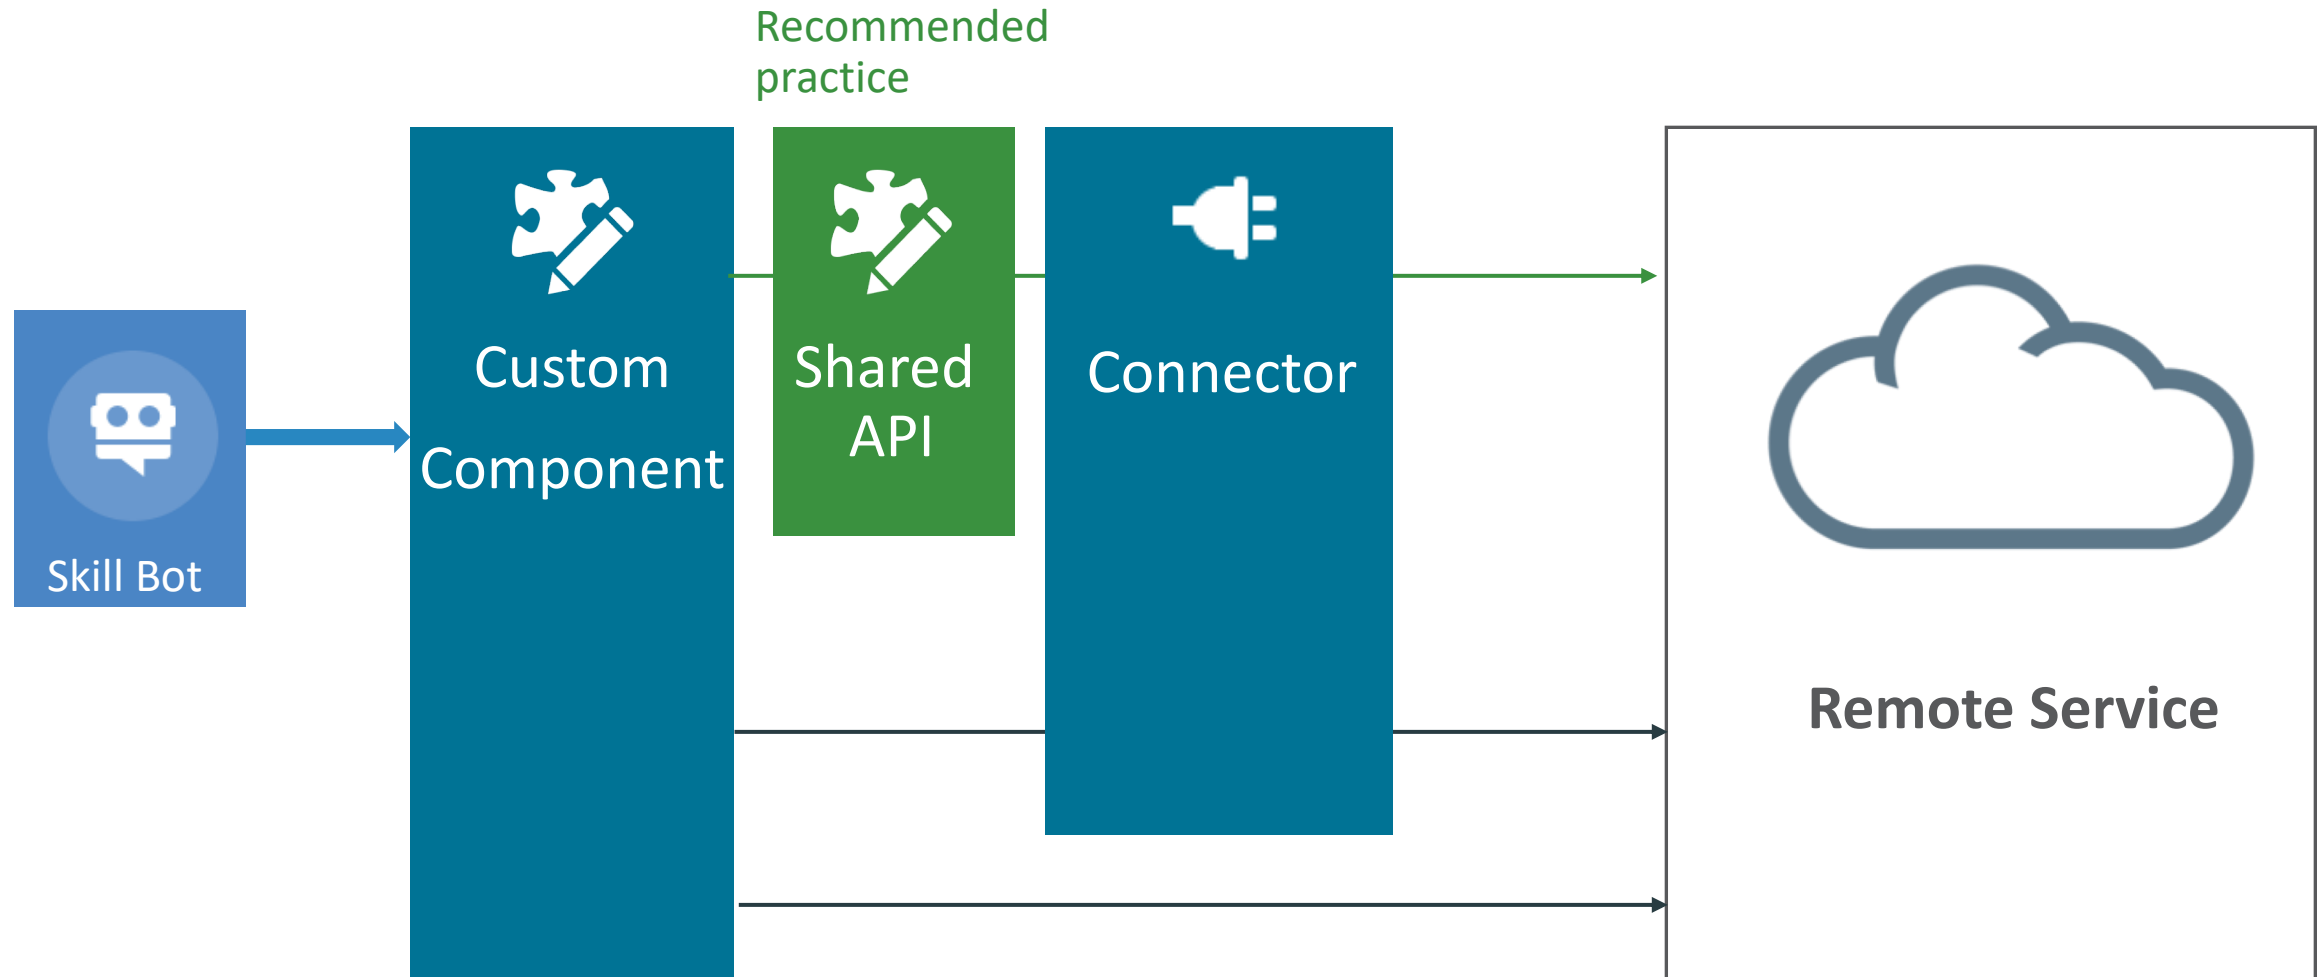 Recommended
practice
Custom
Component
Shared
API
Connector
Skill Bot
Remote Service